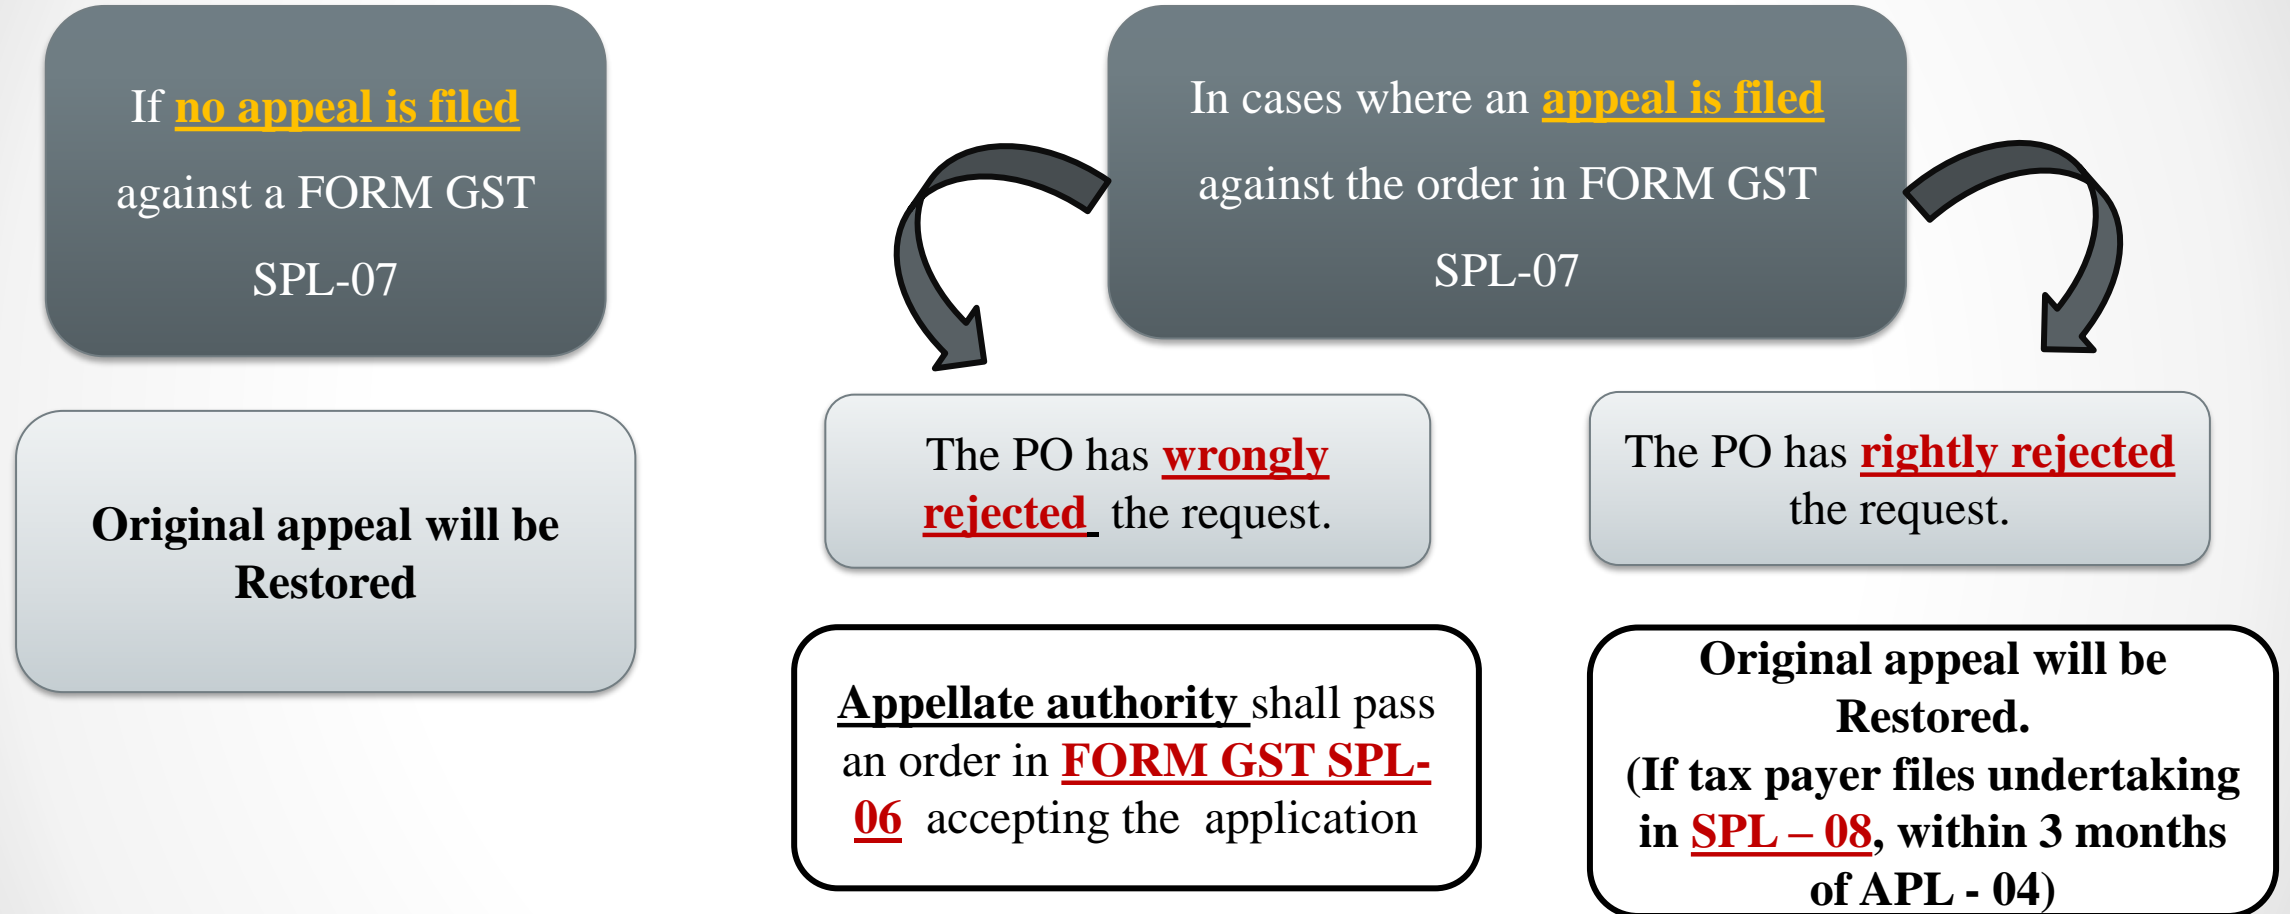 If no appeal is filed
against a FORM GST
SPL-07
Original appeal will be
Restored
In cases where an appeal is filed
against the order in FORM GST
SPL-07
The PO has wrongly
rejected the request.
Appellate authority shall pass
an order in FORM GST SPL-
06 accepting the application
The PO has rightly rejected
the request.
Original appeal will be
Restored.
(If tax payer files undertaking
in SPL – 08, within 3 months
of APL - 04)